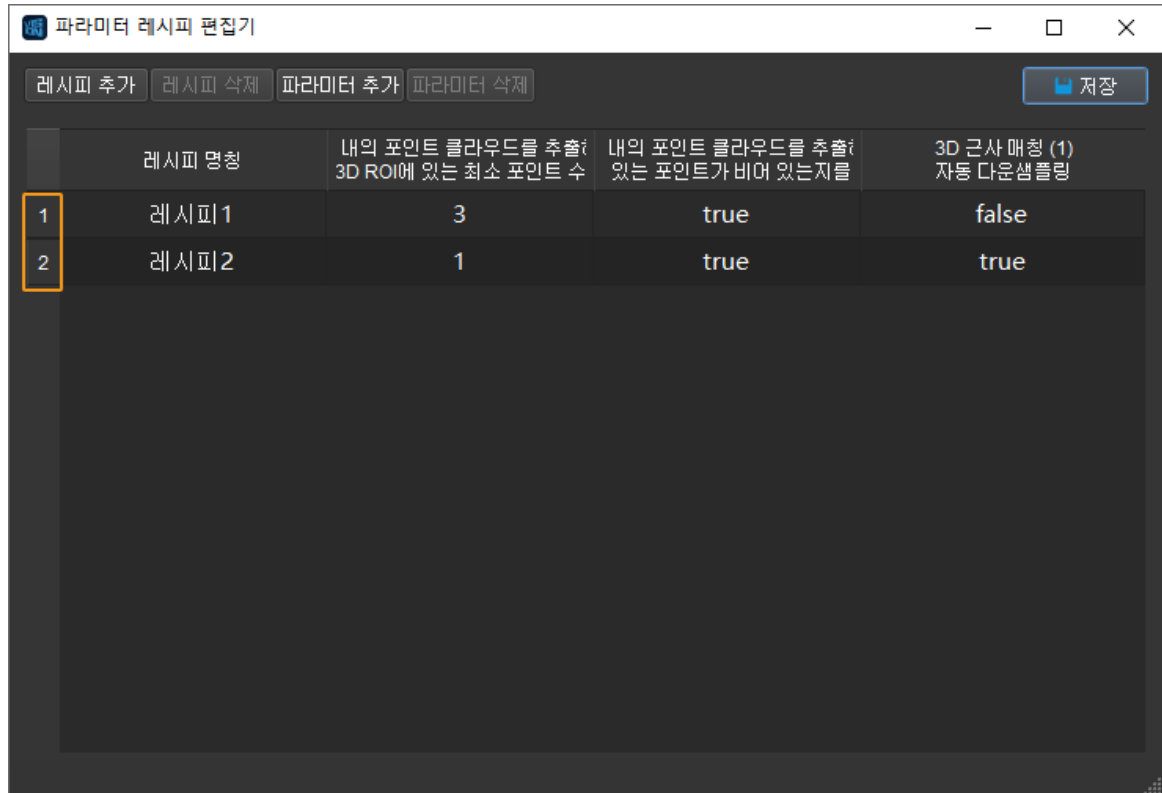 파라미터 레시피 편집기
레시피 추가 레시피 삭제 파라미터 추가 파라미터 삭제 저장
레시피 명칭
내의 포인트 클라우드를 추출
3D ROI에 있는 최소 포인트 수
내의 포인트 클라우드를 추출
있는 포인트가 비어 있는지를
3D 근사 매칭 (1)
자동 다운샘플링
1 레시피1 3 true false
2 레시피2 1 true true